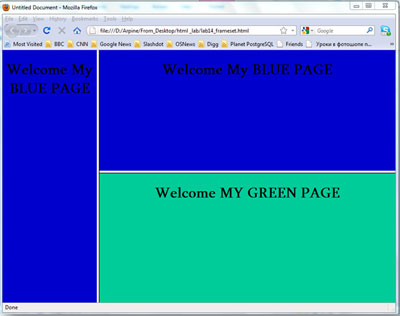 Untitled Document - Mozilla Firefox
File Edit View History Bookmarks Tools Help
file:///D:/Arpine/From_Desktop/html_lab/lab14_frameset.html
Google
Most Visited BBC CNN Google News Slashdot OSNews Digg Planet PostgreSQL Friends Уроки в фотошопе п...
Welcome My
BLUE PAGE
Welcome My BLUE PAGE
Welcome MY GREEN PAGE
Done